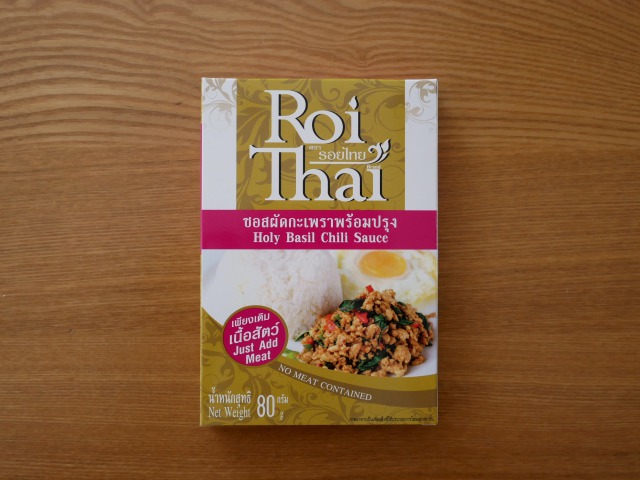 Roi
ตรา รอยไทย
Thai
Brand
ซอสผัดกะเพราพร้อมปรุง
Holy Basil Chili Sauce
เพียงเติม
เนื้อสัตว์
Just Add
Meat
NO MEAT CONTAINED
น้ำหนักสุทธิ 80 กรัม
Net Weight g